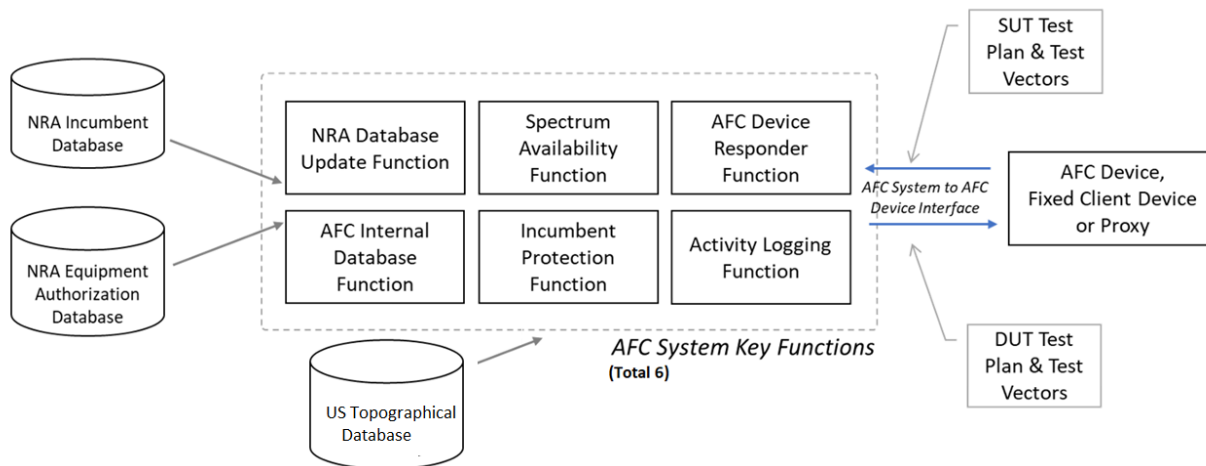 NRA Incumbent
Database
NRA Equipment
Authorization
Database
US Topographical
Database
NRA Database
Update Function
Spectrum
Availability
Function
AFC Device
Responder
Function
AFC Internal
Database
Function
Incumbent
Protection
Function
Activity Logging
Function
AFC System Key Functions
(Total 6)
SUT Test
Plan & Test
Vectors
AFC System to AFC
Device Interface
AFC Device,
Fixed Client Device
or Proxy
DUT Test
Plan & Test
Vectors